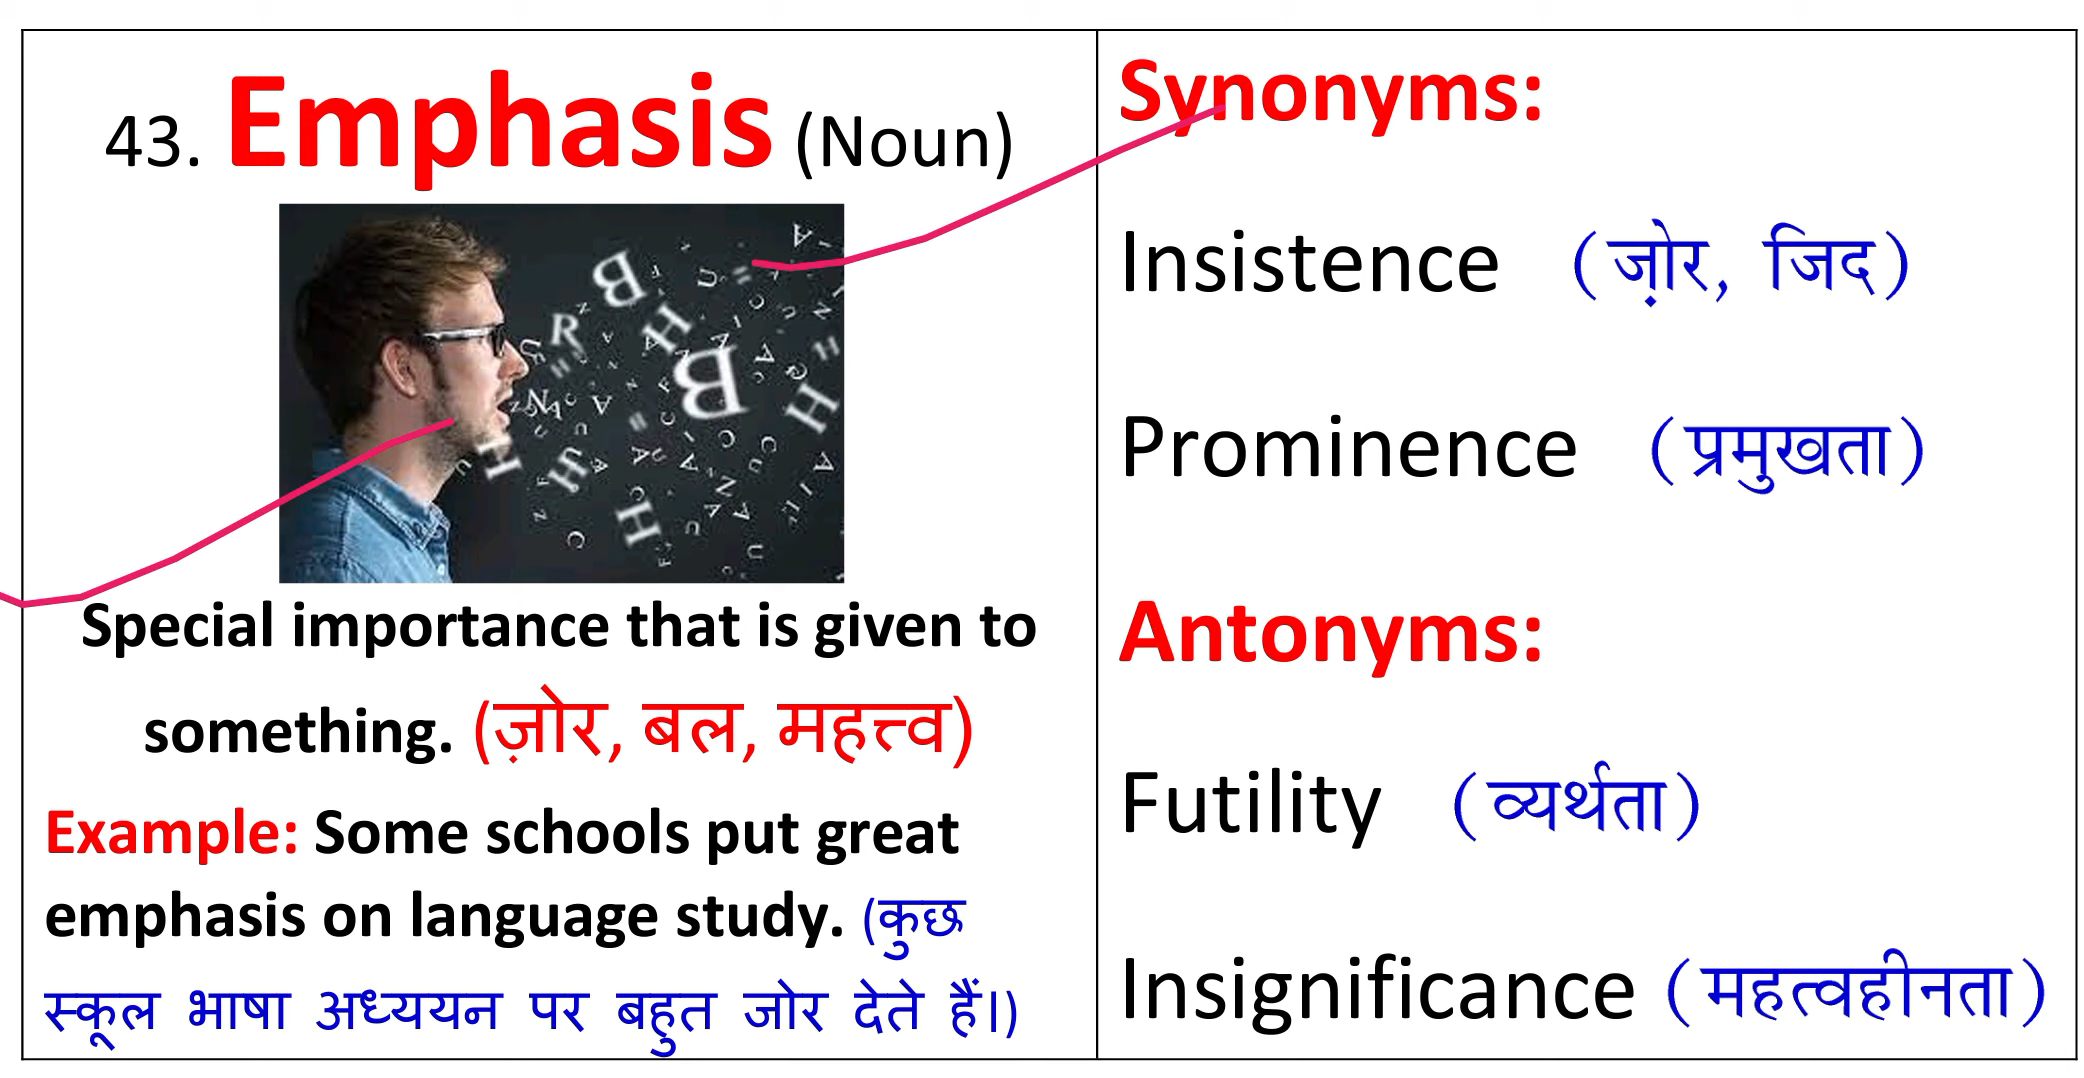 43. Emphasis (Noun)
Special importance that is given to
something. (ज़ोर, बल, महत्त्व)
Example: Some schools put great
emphasis on language study. (कुछ
स्कूल भाषा अध्ययन पर बहुत जोर देते हैं।)
Synonyms:
Insistence (ज़ोर, जिद)
Prominence (प्रमुखता)
Antonyms:
Futility (व्यर्थता)
Insignificance (महत्वहीनता)